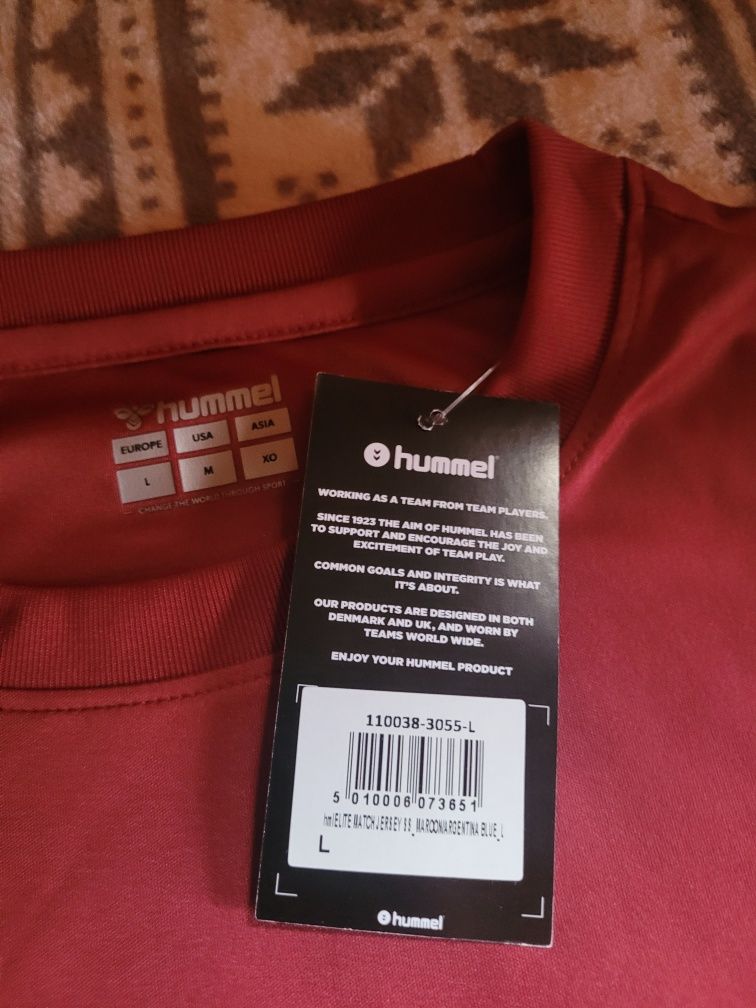 hummel
EUROPE USA ASIA
L M XO
CHANGE THE WORLD THROUGH SPORT
hummel
WORKING AS A TEAM FROM TEAM PLAYERS.
SINCE 1923 THE AIM OF HUMMEL HAS BEEN
TO SUPPORT AND ENCOURAGE THE JOY AND
EXCITEMENT OF TEAM PLAY.
COMMON GOALS AND INTEGRITY IS WHAT
IT'S ABOUT.
OUR PRODUCTS ARE DESIGNED IN BOTH
DENMARK AND UK, AND WORN BY
TEAMS WORLD WIDE.
ENJOY YOUR HUMMEL PRODUCT
110038-3055-L
5 010006 073651
hmlELITE MATCH JERSEY SS_MAROON/ARGENTINA BLUE_L
L
hummel